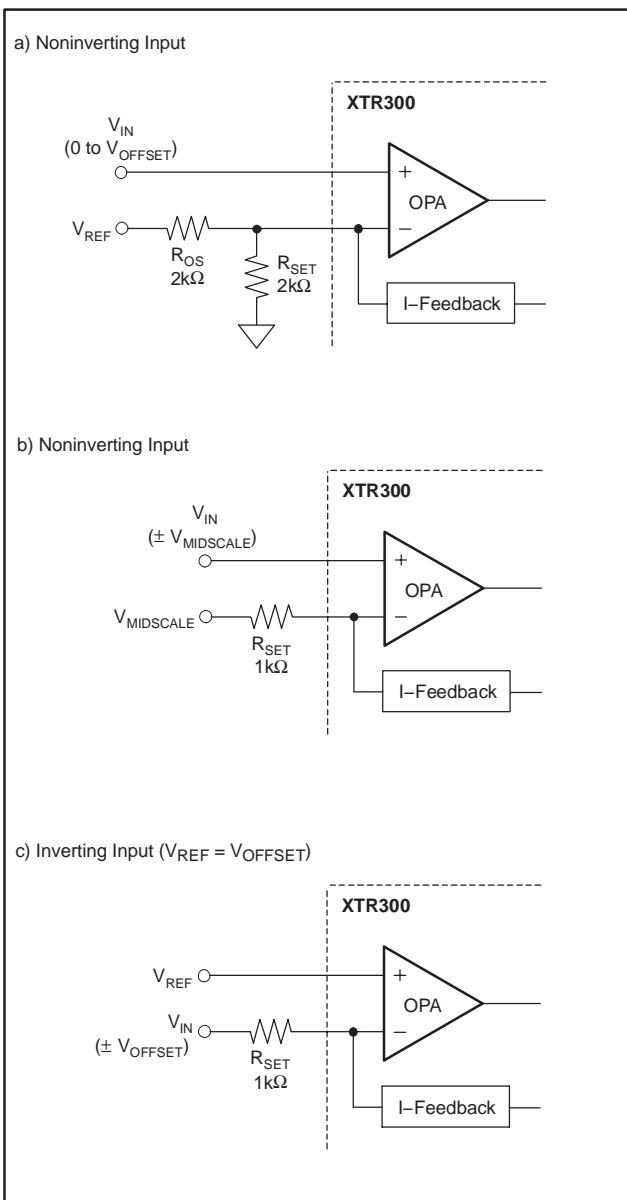 a) Noninverting Input
XTR300
V_IN
(0 to V_OFFSET)
+
OPA
V_REF
−
R_OS
2kΩ
R_SET
2kΩ
I−Feedback
b) Noninverting Input
XTR300
V_IN
(± V_MIDSCALE)
+
OPA
V_MIDSCALE
−
R_SET
1kΩ
I−Feedback
c) Inverting Input (V_REF = V_OFFSET)
XTR300
V_REF
+
OPA
V_IN
(± V_OFFSET)
−
R_SET
1kΩ
I−Feedback